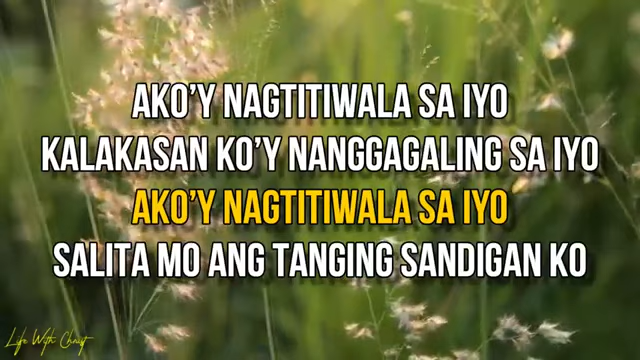 AKO'Y NAGTITIWALA SA IYO
KALAKASAN KO'Y NANGGAGALING SA IYO
AKO'Y NAGTITIWALA SA IYO
SALITA MO ANG TANGING SANDIGAN KO
Life With Christ